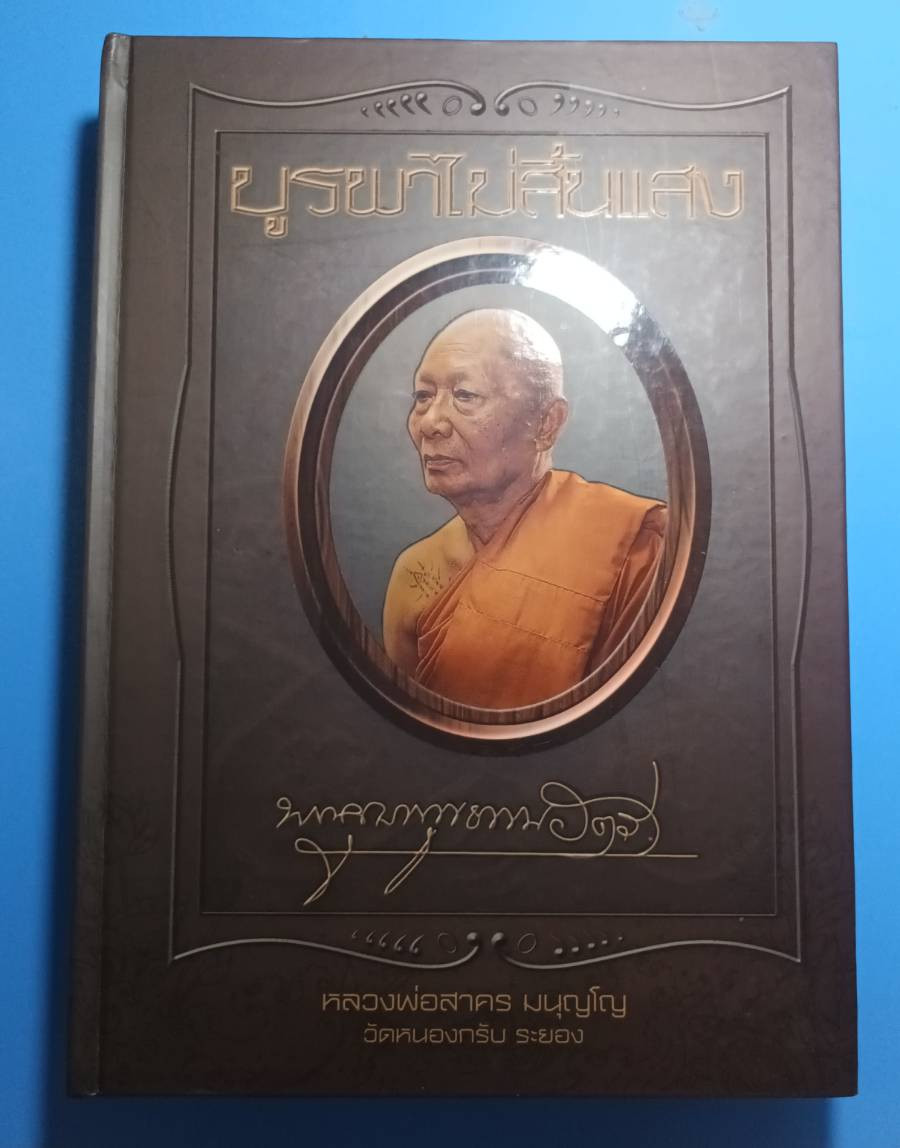 บูรพาไม่สิ้นแสง
หลวงพ่อสาคร มนุญโญ
วัดหนองกรับ ระยอง